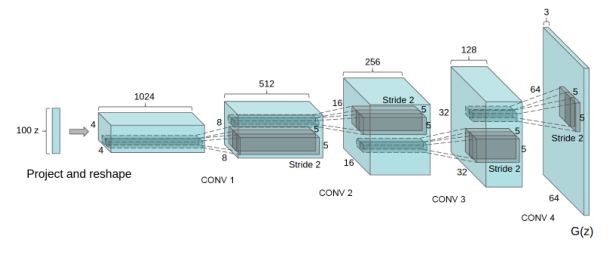 3
128
256
512
1024
64
5
5
Stride 2
16
Stride 2
5
5
32
8
5
5
Stride 2
4
100 z
4
8
16
32
5
5
Stride 2
Project and reshape
CONV 1
CONV 2
CONV 3
64
CONV 4
G(z)